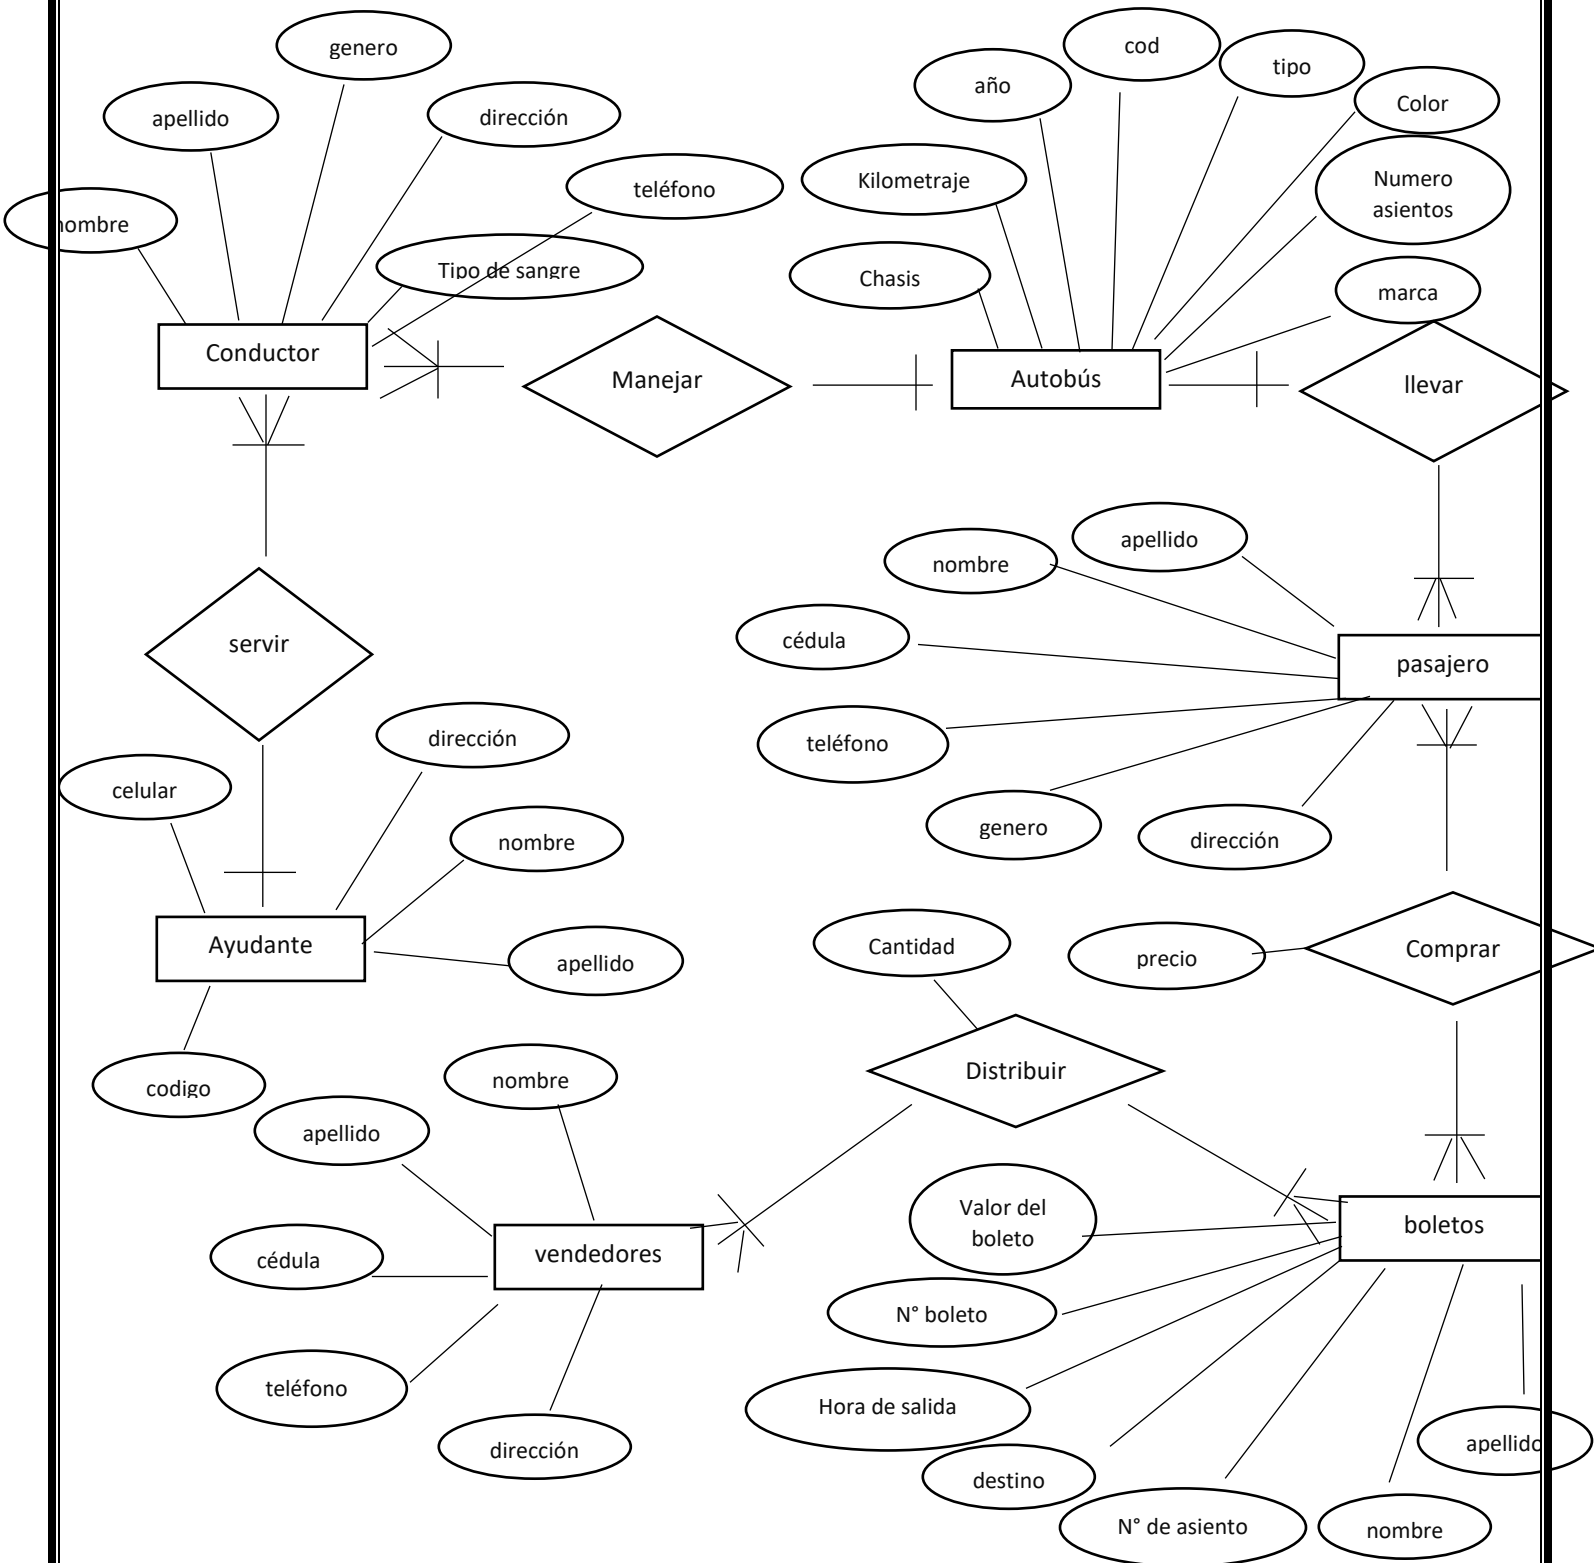 genero
cod
tipo
año
Color
apellido
dirección
Kilometraje
teléfono
Numero
asientos
nombre
Tipo de sangre
Chasis
marca
Conductor
Manejar
Autobús
llevar
apellido
nombre
cédula
servir
pasajero
dirección
teléfono
celular
genero
nombre
dirección
Ayudante
Cantidad
apellido
precio
Comprar
codigo
nombre
Distribuir
apellido
Valor del
boleto
vendedores
boletos
cédula
N° boleto
teléfono
Hora de salida
dirección
apellido
destino
N° de asiento
nombre